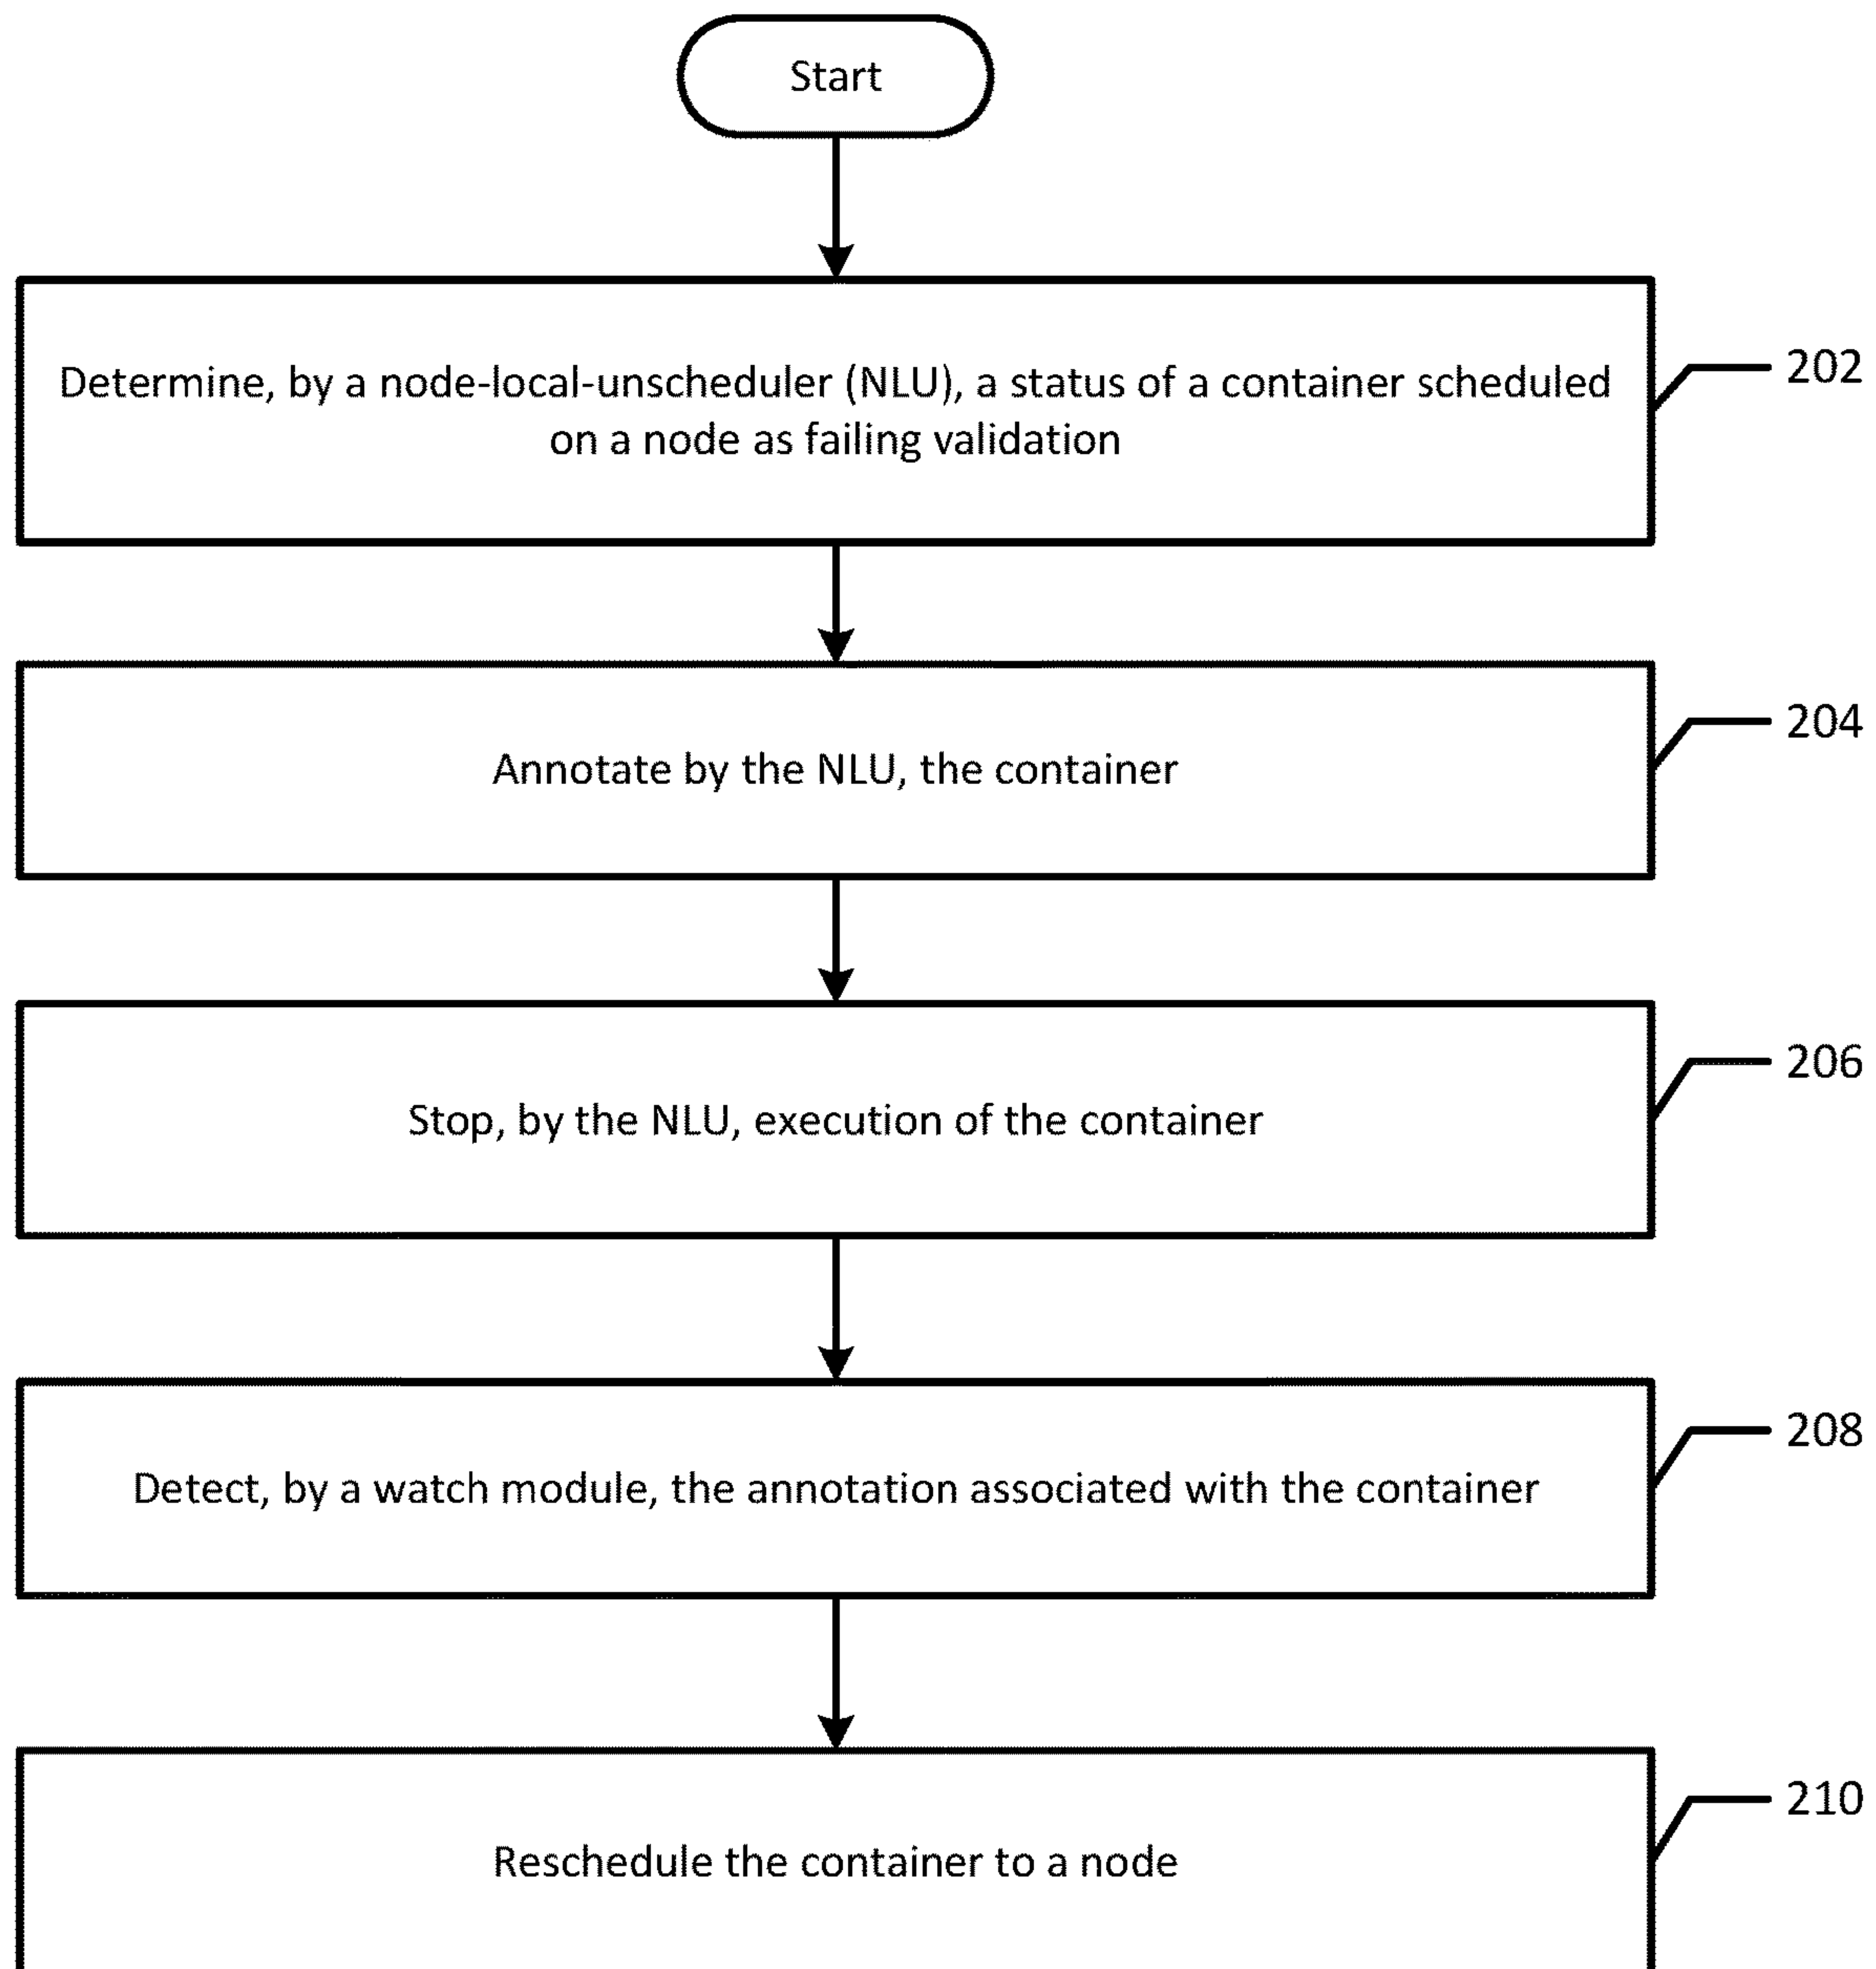 Start
Determine, by a node-local-unscheduler (NLU), a status of a container scheduled
on a node as failing validation
202
Annotate by the NLU, the container
204
Stop, by the NLU, execution of the container
206
Detect, by a watch module, the annotation associated with the container
208
Reschedule the container to a node
210